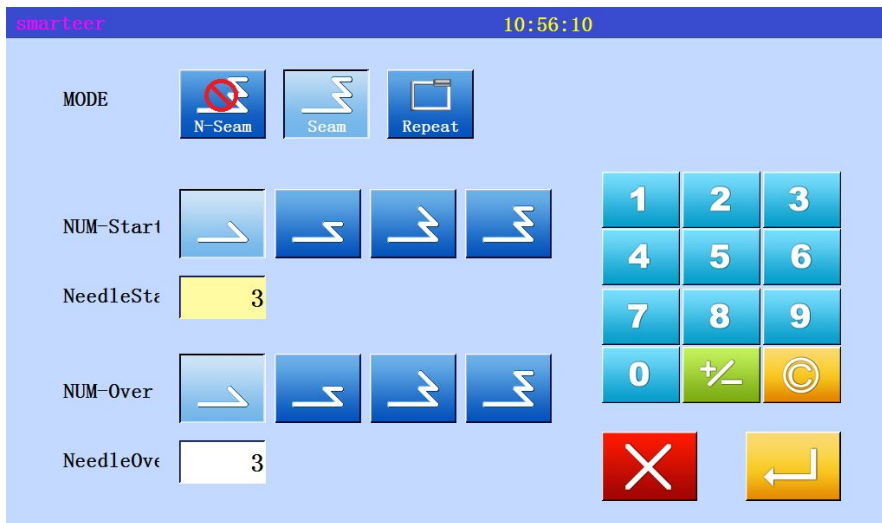 smarteer 10:56:10
MODE
N-Seam Seam Repeat
NUM-Start
NeedleSta 3
NUM-Over
NeedleOve 3
1 2 3
4 5 6
7 8 9
0 +/- ©